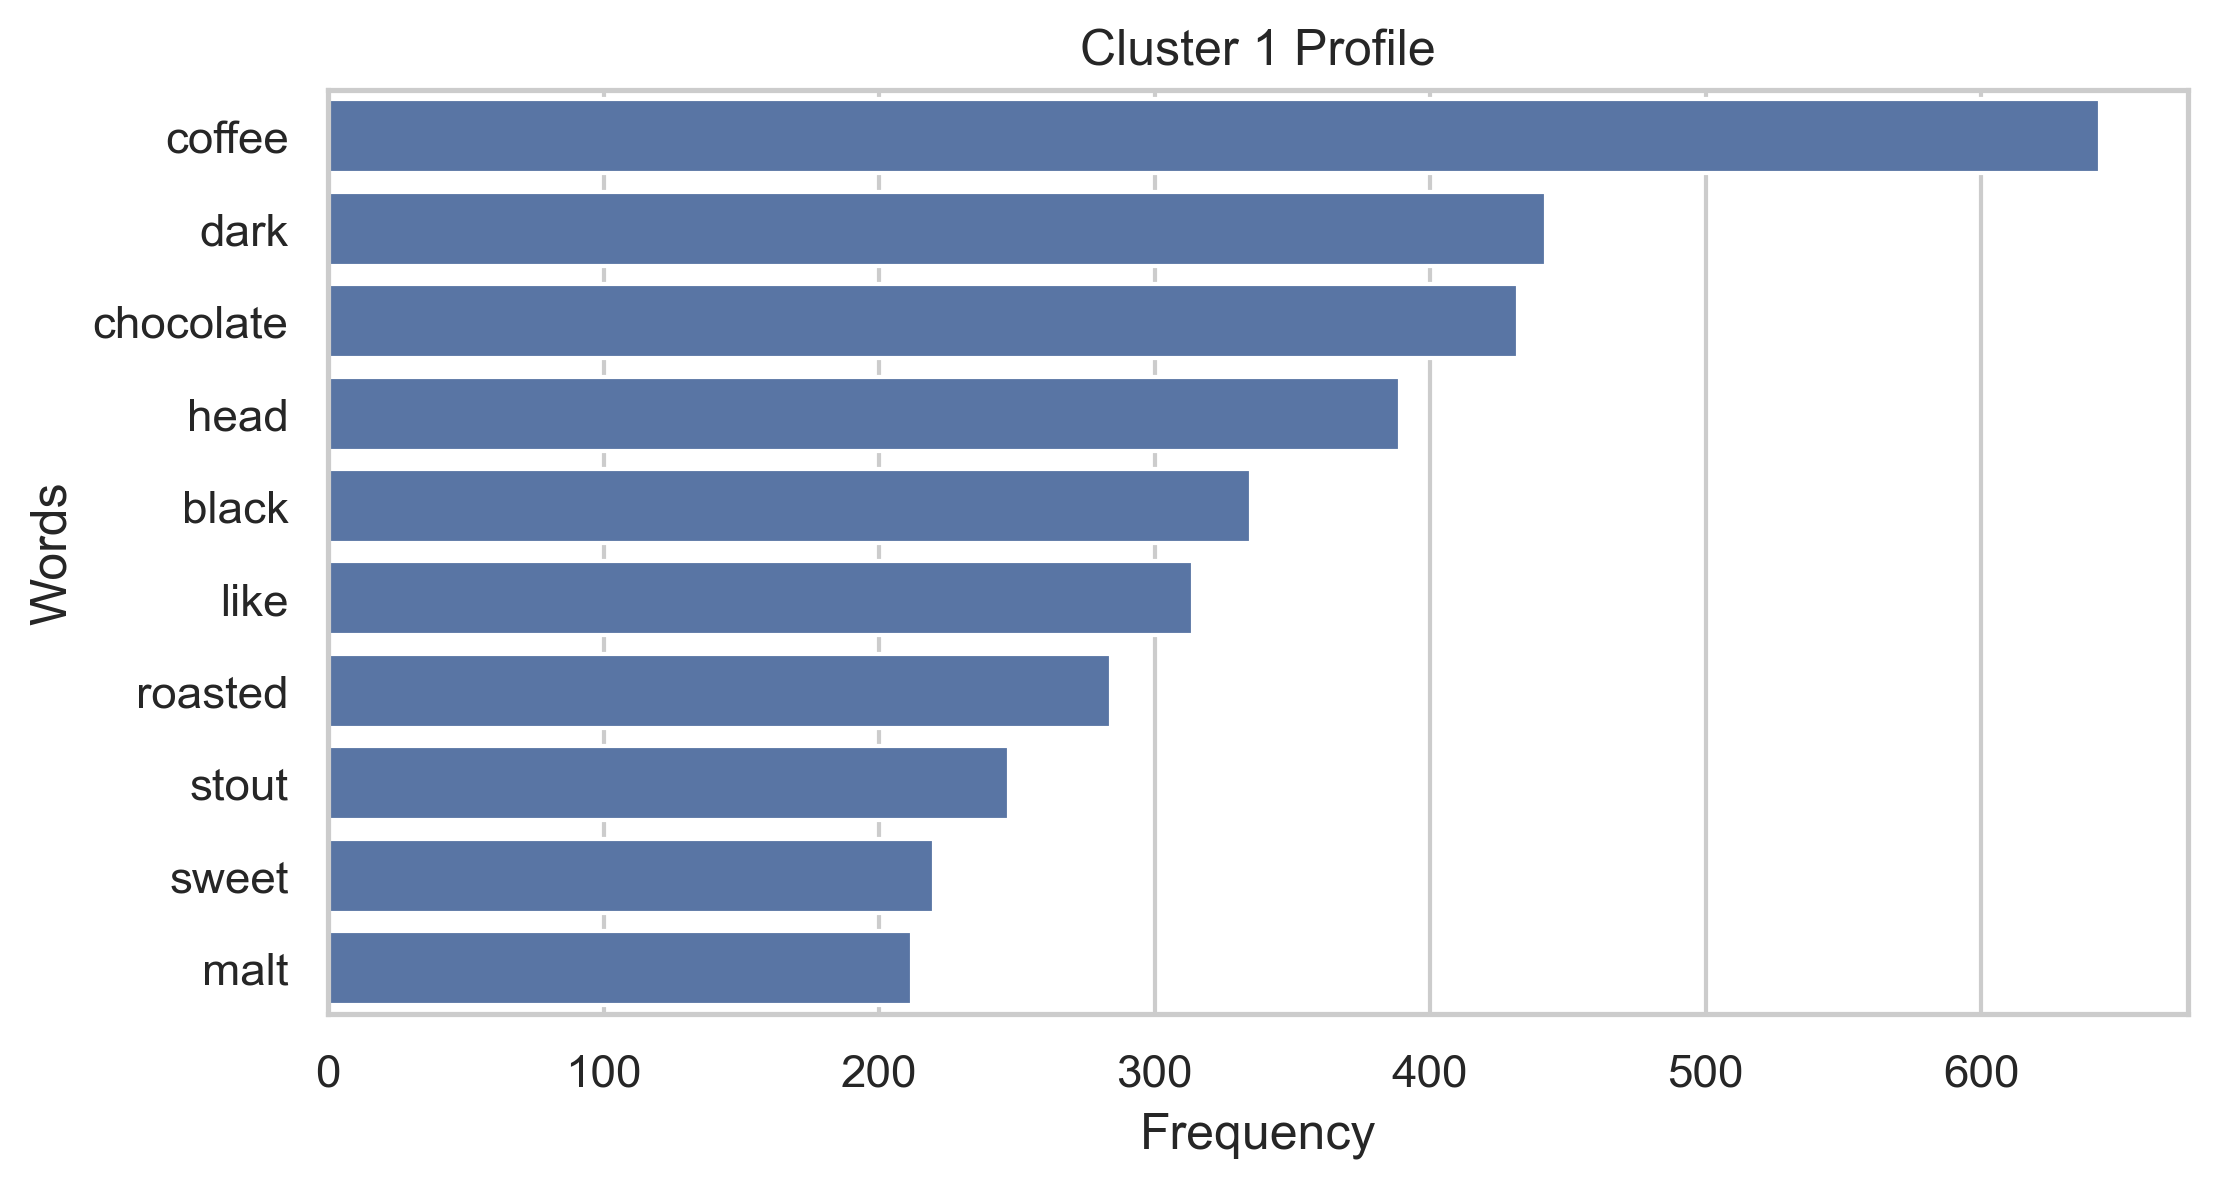 Cluster 1 Profile
Words
coffee
dark
chocolate
head
black
like
roasted
stout
sweet
malt
0 100 200 300 400 500 600
Frequency